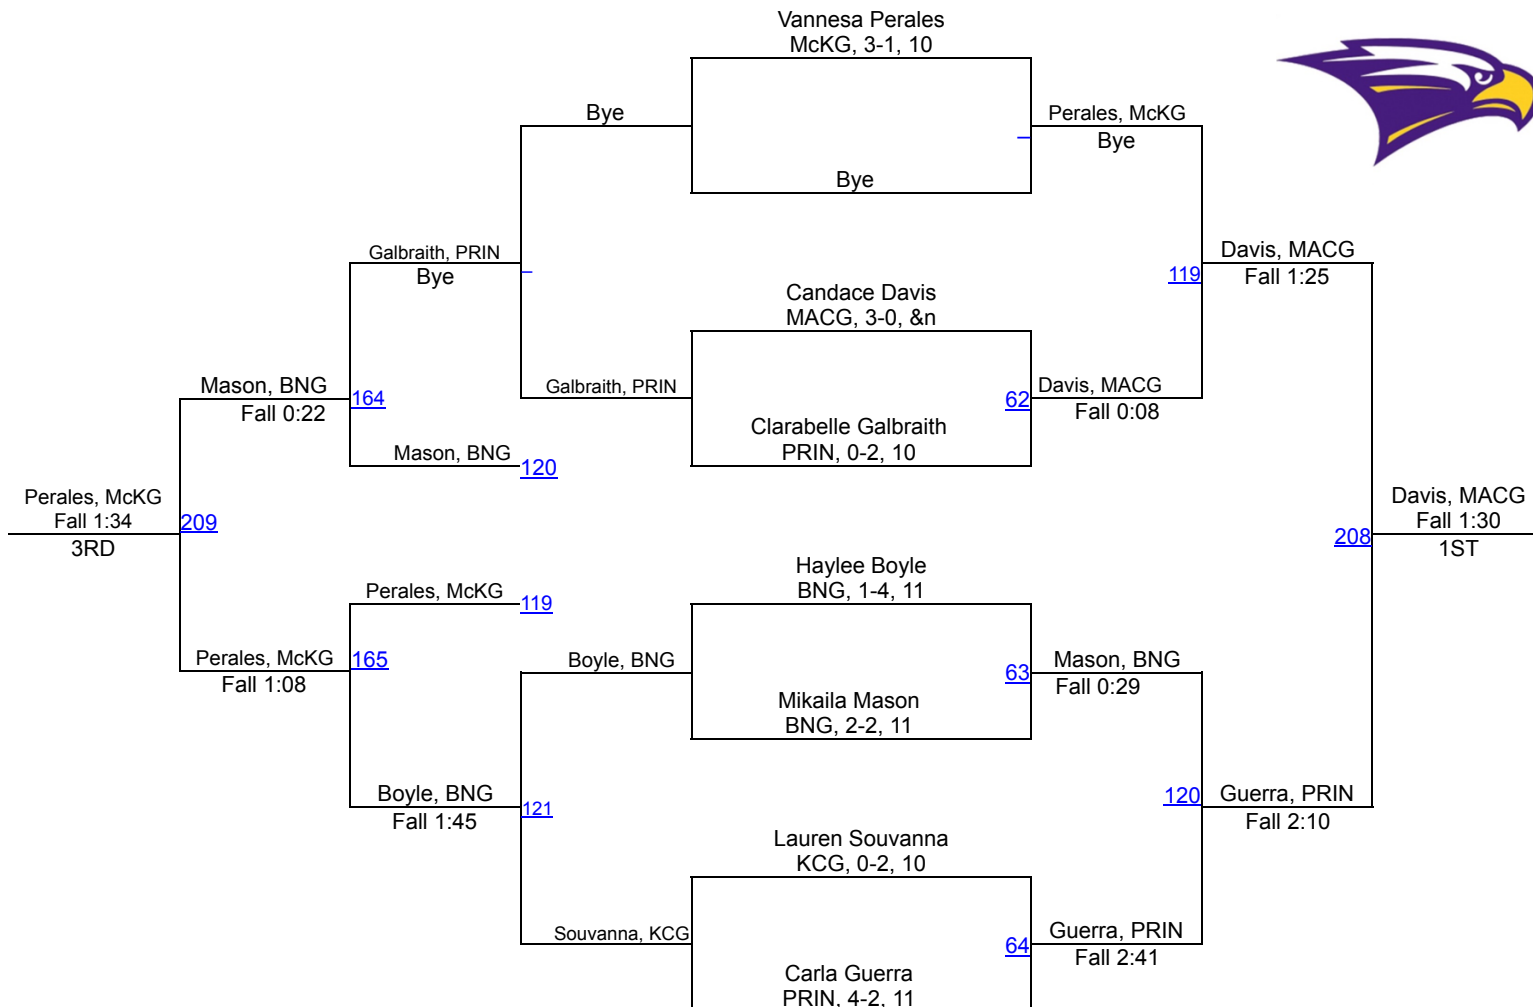 Vannesa Perales
McKG, 3-1, 10
Bye
Perales, McKG
Bye
Bye
Galbraith, PRIN
Bye
Davis, MACG
119
Fall 1:25
Candace Davis
MACG, 3-0, &n
Mason, BNG
Fall 0:22
164
Galbraith, PRIN
62
Davis, MACG
Fall 0:08
Clarabelle Galbraith
PRIN, 0-2, 10
Mason, BNG
120
Perales, McKG
Fall 1:34
3RD
209
Davis, MACG
Fall 1:30
1ST
208
Haylee Boyle
BNG, 1-4, 11
Perales, McKG
119
Perales, McKG
Fall 1:08
165
Boyle, BNG
63
Mason, BNG
Fall 0:29
Mikaila Mason
BNG, 2-2, 11
Boyle, BNG
Fall 1:45
121
120
Guerra, PRIN
Fall 2:10
Lauren Souvanna
KCG, 0-2, 10
Souvanna, KCG
64
Guerra, PRIN
Fall 2:41
Carla Guerra
PRIN, 4-2, 11